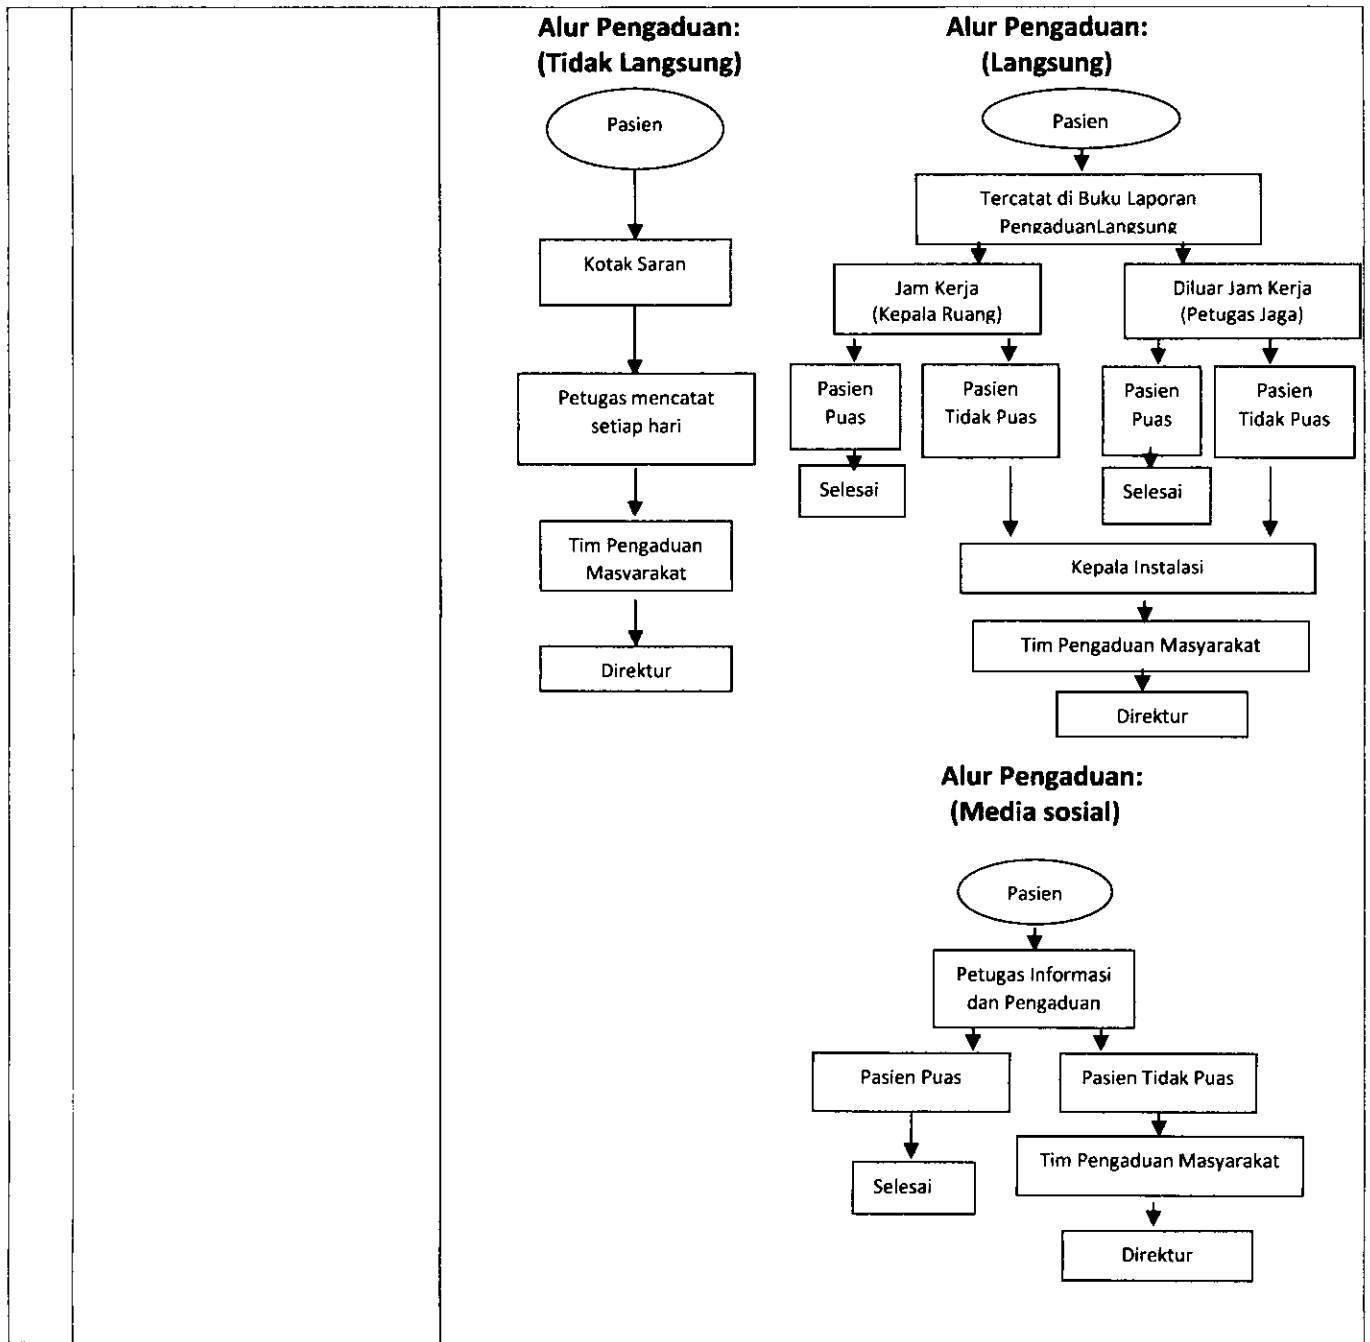 Alur Pengaduan:
(Tidak Langsung)
Pasien
Kotak Saran
Petugas mencatat
setiap hari
Tim Pengaduan
Masvarakat
Direktur
Alur Pengaduan:
(Langsung)
Pasien
Tercatat di Buku Laporan
PengaduanLangsung
Jam Kerja
(Kepala Ruang)
Diluar Jam Kerja
(Petugas Jaga)
Pasien
Puas
Pasien
Tidak Puas
Pasien
Puas
Pasien
Tidak Puas
Selesai
Selesai
Kepala Instalasi
Tim Pengaduan Masyarakat
Direktur
Alur Pengaduan:
(Media sosial)
Pasien
Petugas Informasi
dan Pengaduan
Pasien Puas
Pasien Tidak Puas
Selesai
Tim Pengaduan Masyarakat
Direktur